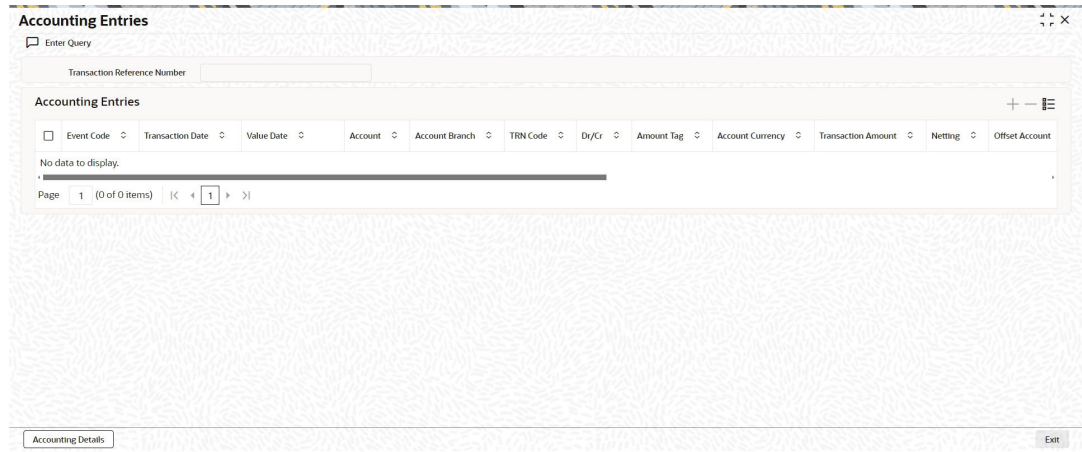 Accounting Entries
Enter Query
Transaction Reference Number
Accounting Entries
Event Code Transaction Date Value Date Account Account Branch TRN Code Dr/Cr Amount Tag Account Currency Transaction Amount Netting Offset Account
No data to display.
Page 1 (0 of 0 items) 1
Accounting Details Exit